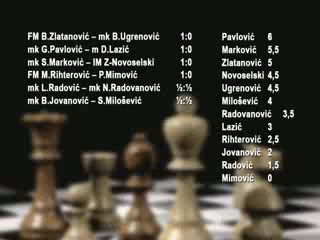 FM B.Zlatanović – mk B.Ugrenović 1:0
mk G.Pavlović – m D.Lazić 1:0
mk S.Marković – IM Z-Novoselski 1:0
FM M.Rihterović – P.Mimović 1:0
mk L.Radović – mk N.Radovanović ½:½
mk B.Jovanović – S.Milošević ½:½
Pavlović 6
Marković 5,5
Zlatanović 5
Novoselski 4,5
Ugrenović 4,5
Milošević 4
Radovanović 3,5
Lazić 3
Rihterović 2,5
Jovanović 2
Radović 1,5
Mimović 0